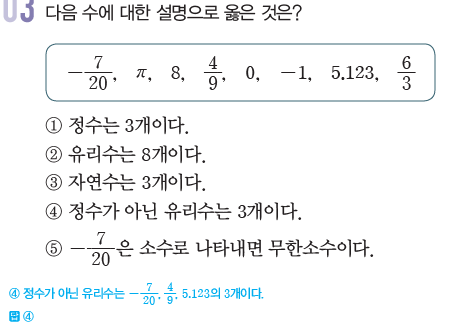 03 다음 수에 대한 설명으로 옳은 것은?
-7/20, π, 8, 4/9, 0, -1, 5.123, 6/3
① 정수는 3개이다.
② 유리수는 8개이다.
③ 자연수는 3개이다.
④ 정수가 아닌 유리수는 3개이다.
⑤ -7/20은 소수로 나타내면 무한소수이다.
④ 정수가 아닌 유리수는 -7/20, 4/9, 5.123의 3개이다.
답 ④